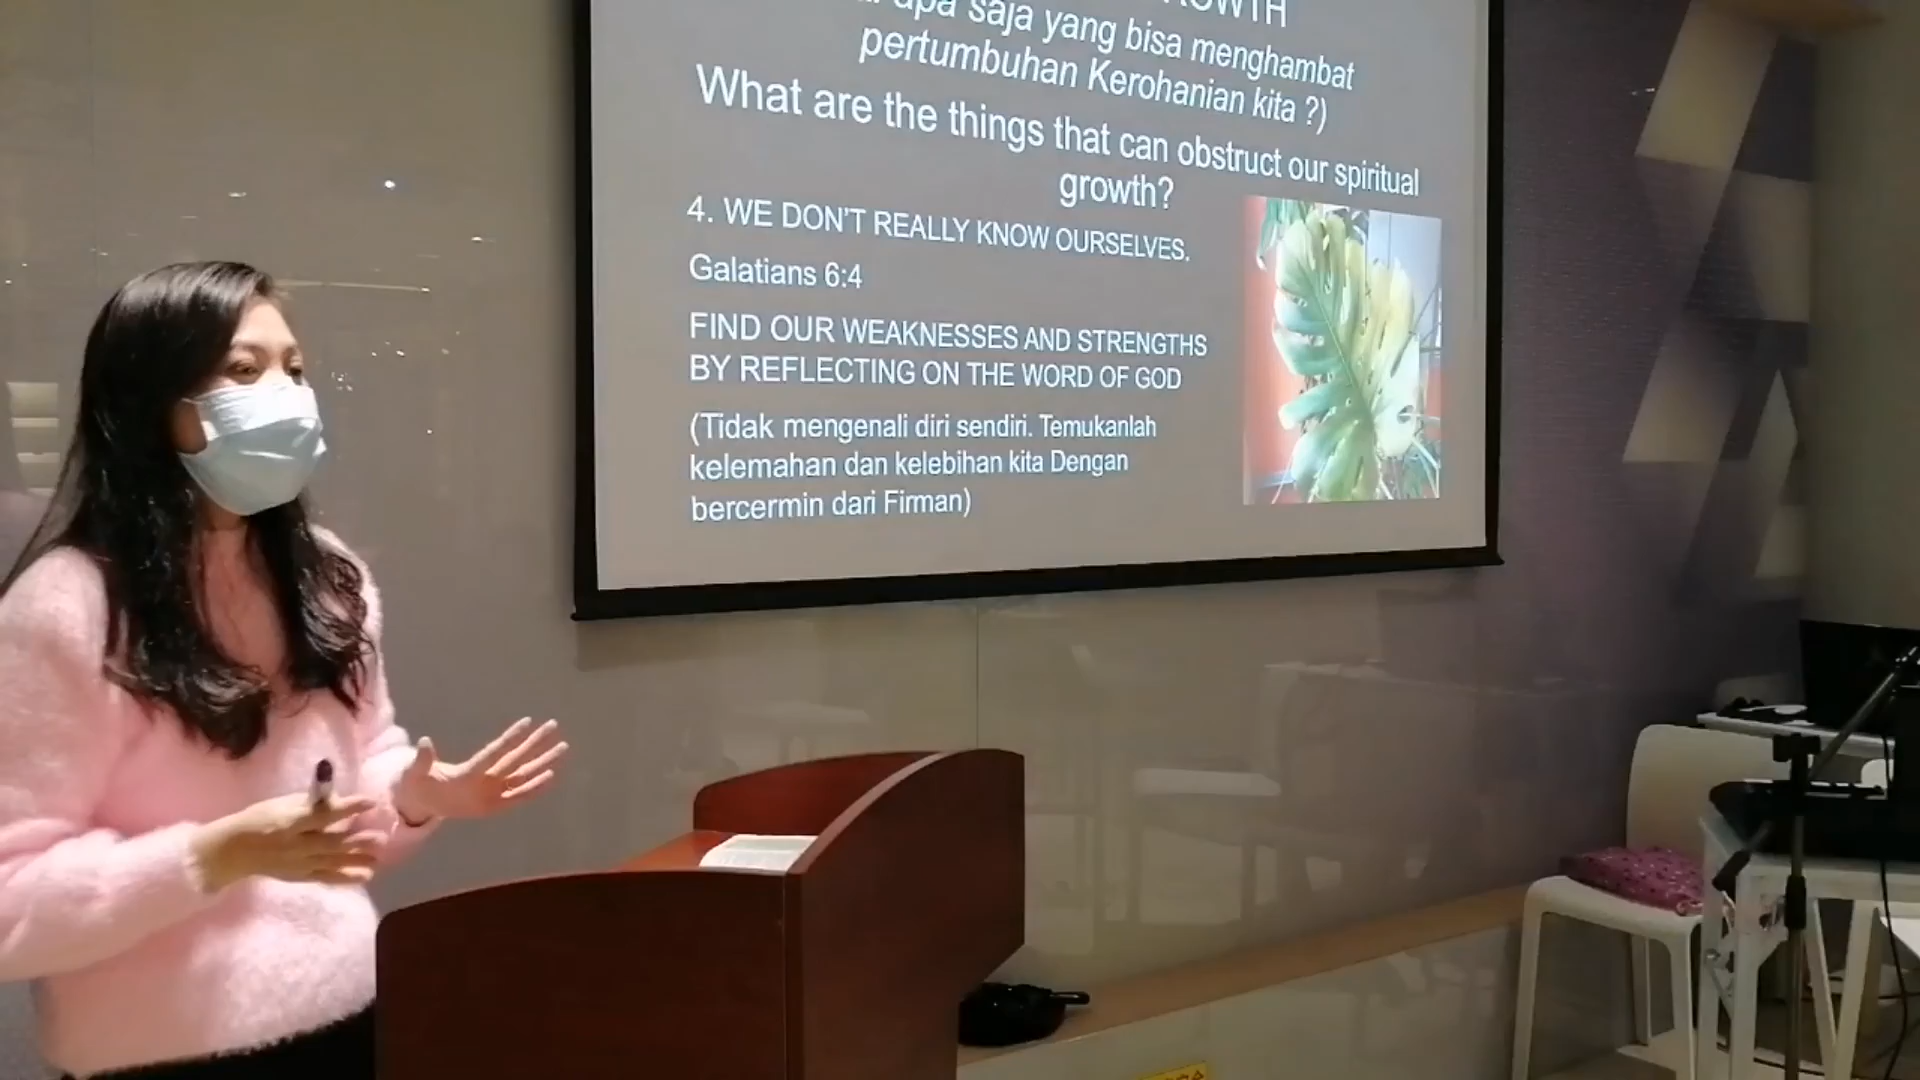 apa saja yang bisa menghambat
pertumbuhan Kerohanian kita ?)
What are the things that can obstruct our spiritual
growth?
4. WE DON'T REALLY KNOW OURSELVES.
Galatians 6:4
FIND OUR WEAKNESSES AND STRENGTHS
BY REFLECTING ON THE WORD OF GOD
(Tidak mengenali diri sendiri. Temukanlah
kelemahan dan kelebihan kita Dengan
bercermin dari Firman)